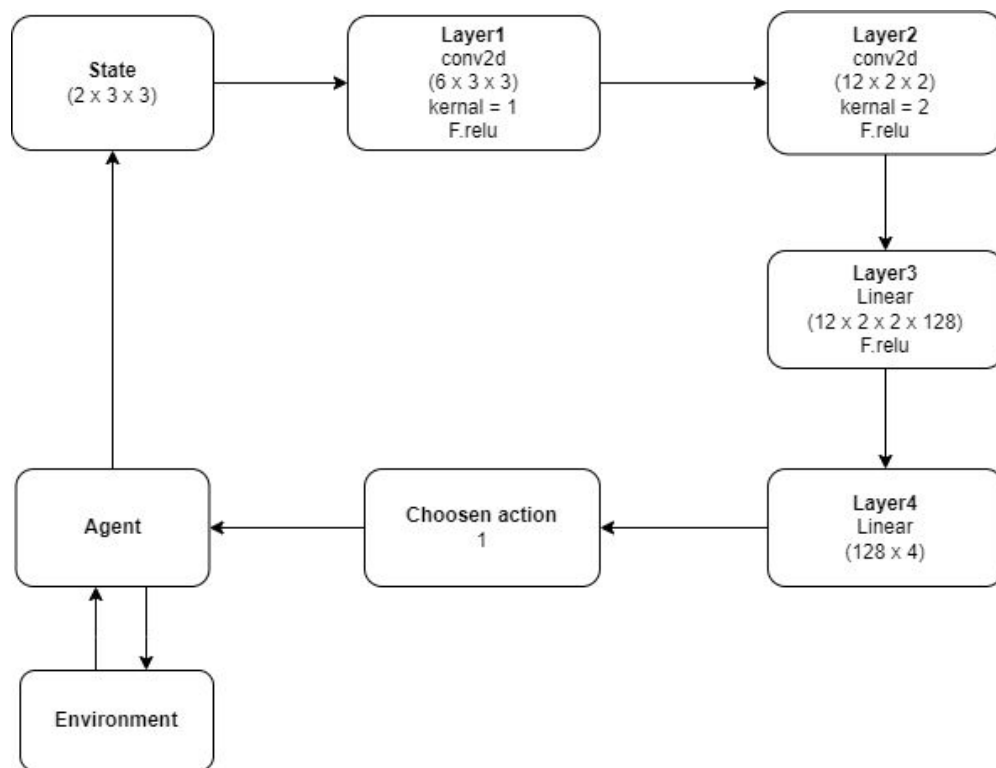 State
(2 x 3 x 3)
Layer1
conv2d
(6 x 3 x 3)
kernal = 1
F.relu
Layer2
conv2d
(12 x 2 x 2)
kernal = 2
F.relu
Layer3
Linear
(12 x 2 x 2 x 128)
F.relu
Layer4
Linear
(128 x 4)
Choosen action
1
Agent
Environment